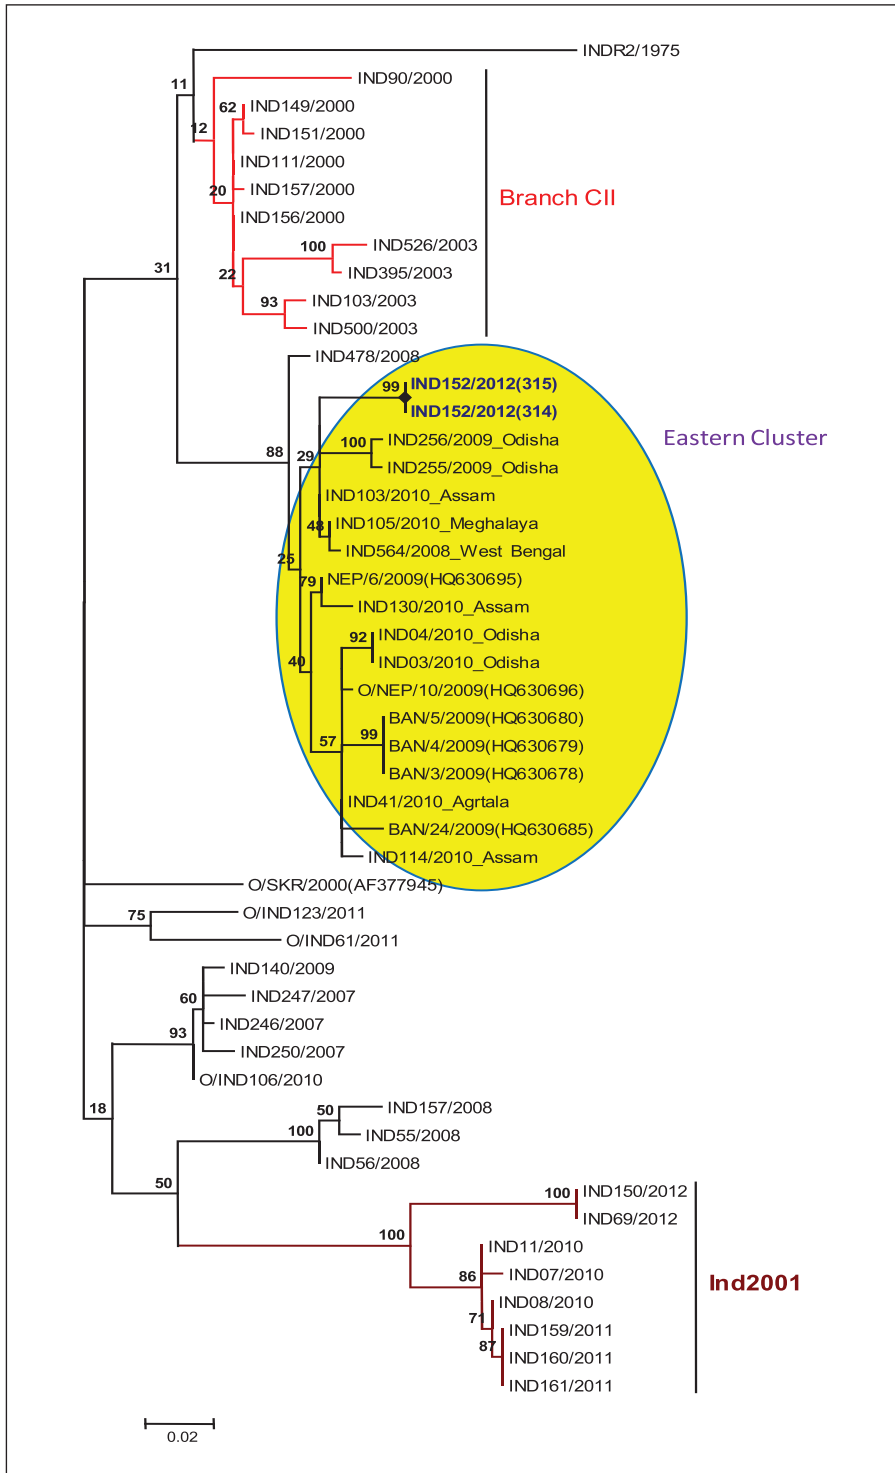 INDR2/1975
11
IND90/2000
62
IND149/2000
12
IND151/2000
IND111/2000
20
IND157/2000
Branch CII
IND156/2000
100
IND526/2003
31
22
IND395/2003
93
IND103/2003
IND500/2003
IND478/2008
99
IND152/2012(315)
IND152/2012(314)
Eastern Cluster
100
IND256/2009_Odisha
88
29
IND255/2009_Odisha
IND103/2010_Assam
48
IND105/2010_Meghalaya
IND564/2008_West Bengal
25
79
NEP/6/2009(HQ630695)
IND130/2010_Assam
92
IND04/2010_Odisha
40
IND03/2010_Odisha
O/NEP/10/2009(HQ630696)
BAN/5/2009(HQ630680)
57
99
BAN/4/2009(HQ630679)
BAN/3/2009(HQ630678)
IND41/2010_Agrtala
BAN/24/2009(HQ630685)
IND114/2010_Assam
O/SKR/2000(AF377945)
75
O/IND123/2011
O/IND61/2011
IND140/2009
60
IND247/2007
IND246/2007
93
IND250/2007
O/IND106/2010
18
50
IND157/2008
100
IND55/2008
IND56/2008
50
100
IND150/2012
IND69/2012
100
IND11/2010
86
IND07/2010
Ind2001
IND08/2010
71
IND159/2011
87
IND160/2011
IND161/2011
0.02